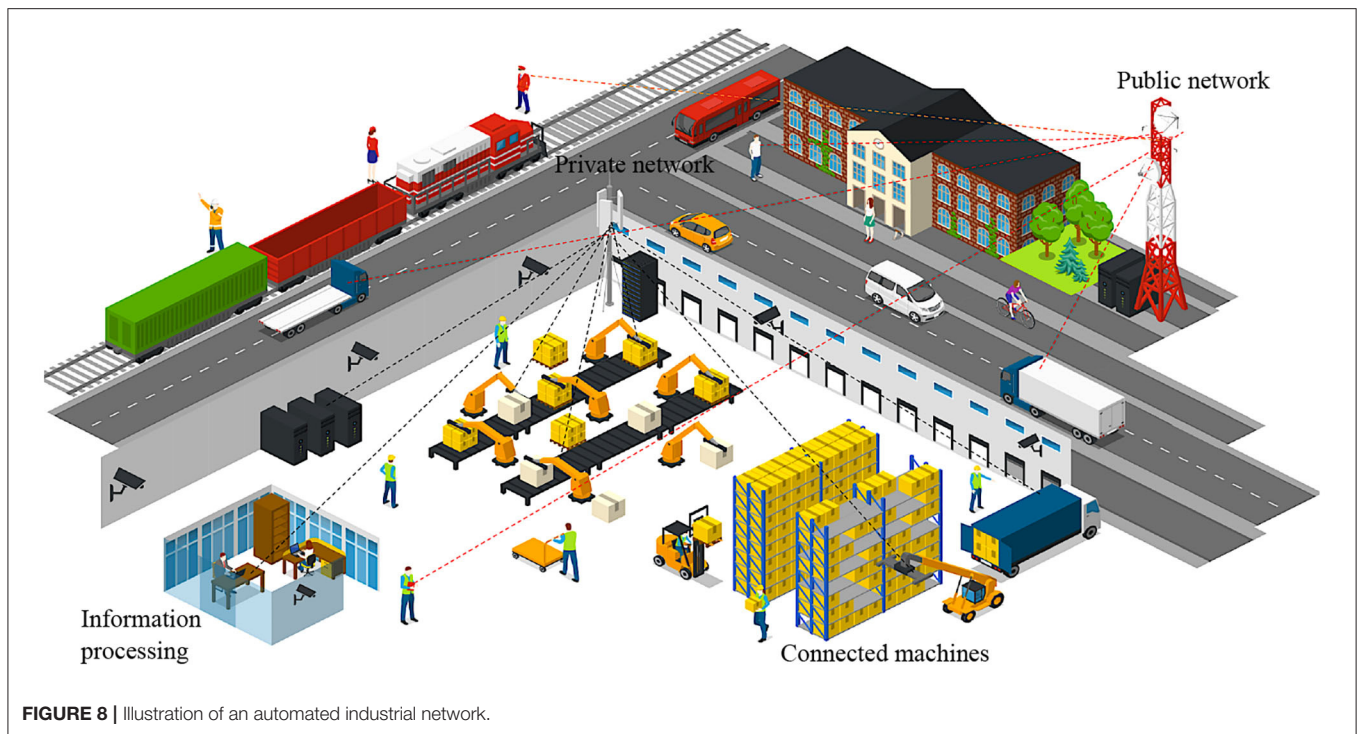 Public network
Private network
Information
processing
Connected machines
FIGURE 8 | Illustration of an automated industrial network.